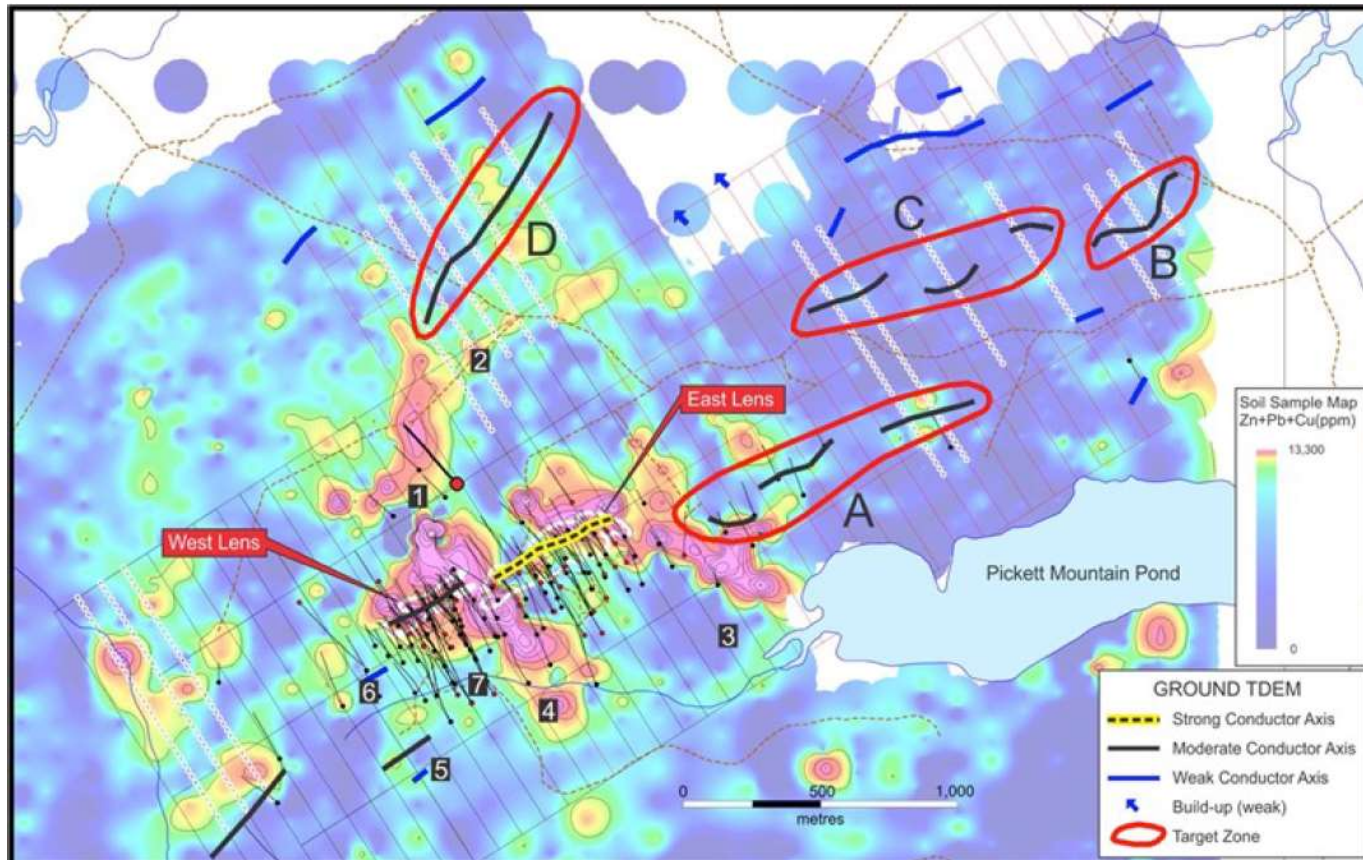 D
C
B
2
East Lens
Soil Sample Map
Zn+Pb+Cu(ppm)
13,300
0
1
A
West Lens
Pickett Mountain Pond
3
6
7
4
5
0 500 1,000
metres
GROUND TDEM
Strong Conductor Axis
Moderate Conductor Axis
Weak Conductor Axis
Build-up (weak)
Target Zone